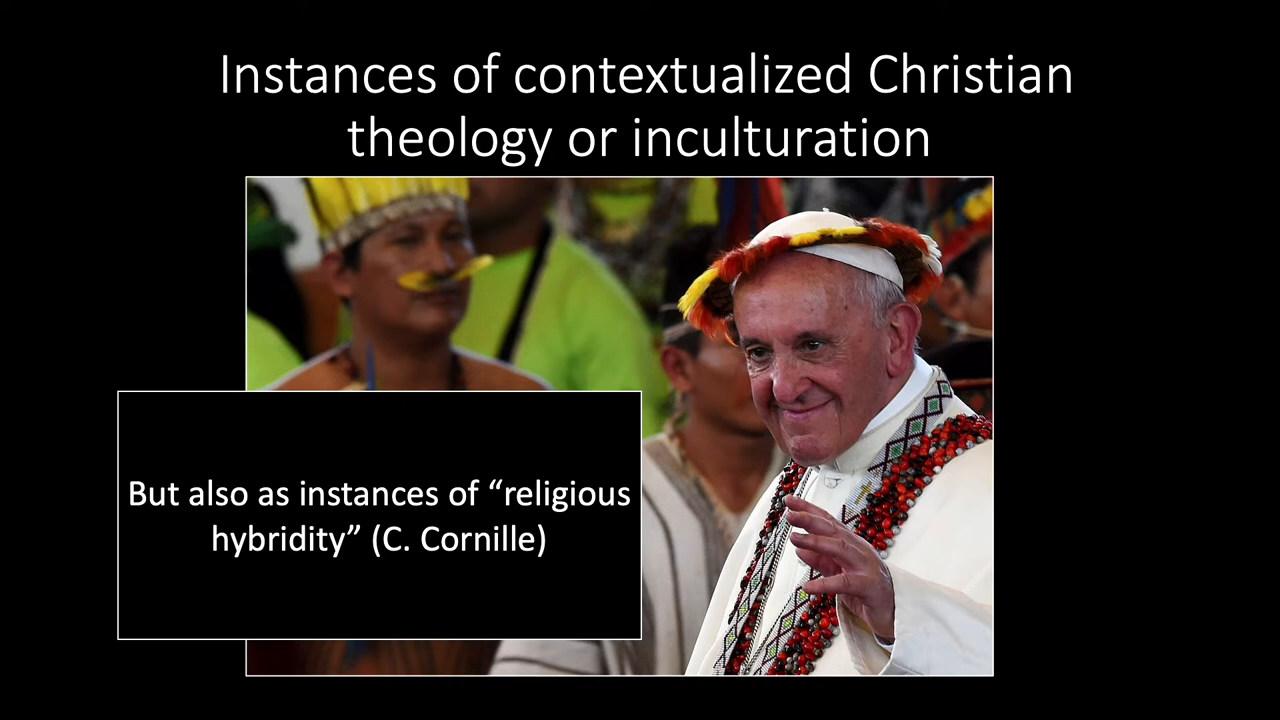 Instances of contextualized Christian
theology or inculturation
But also as instances of “religious
hybridity” (C. Cornille)